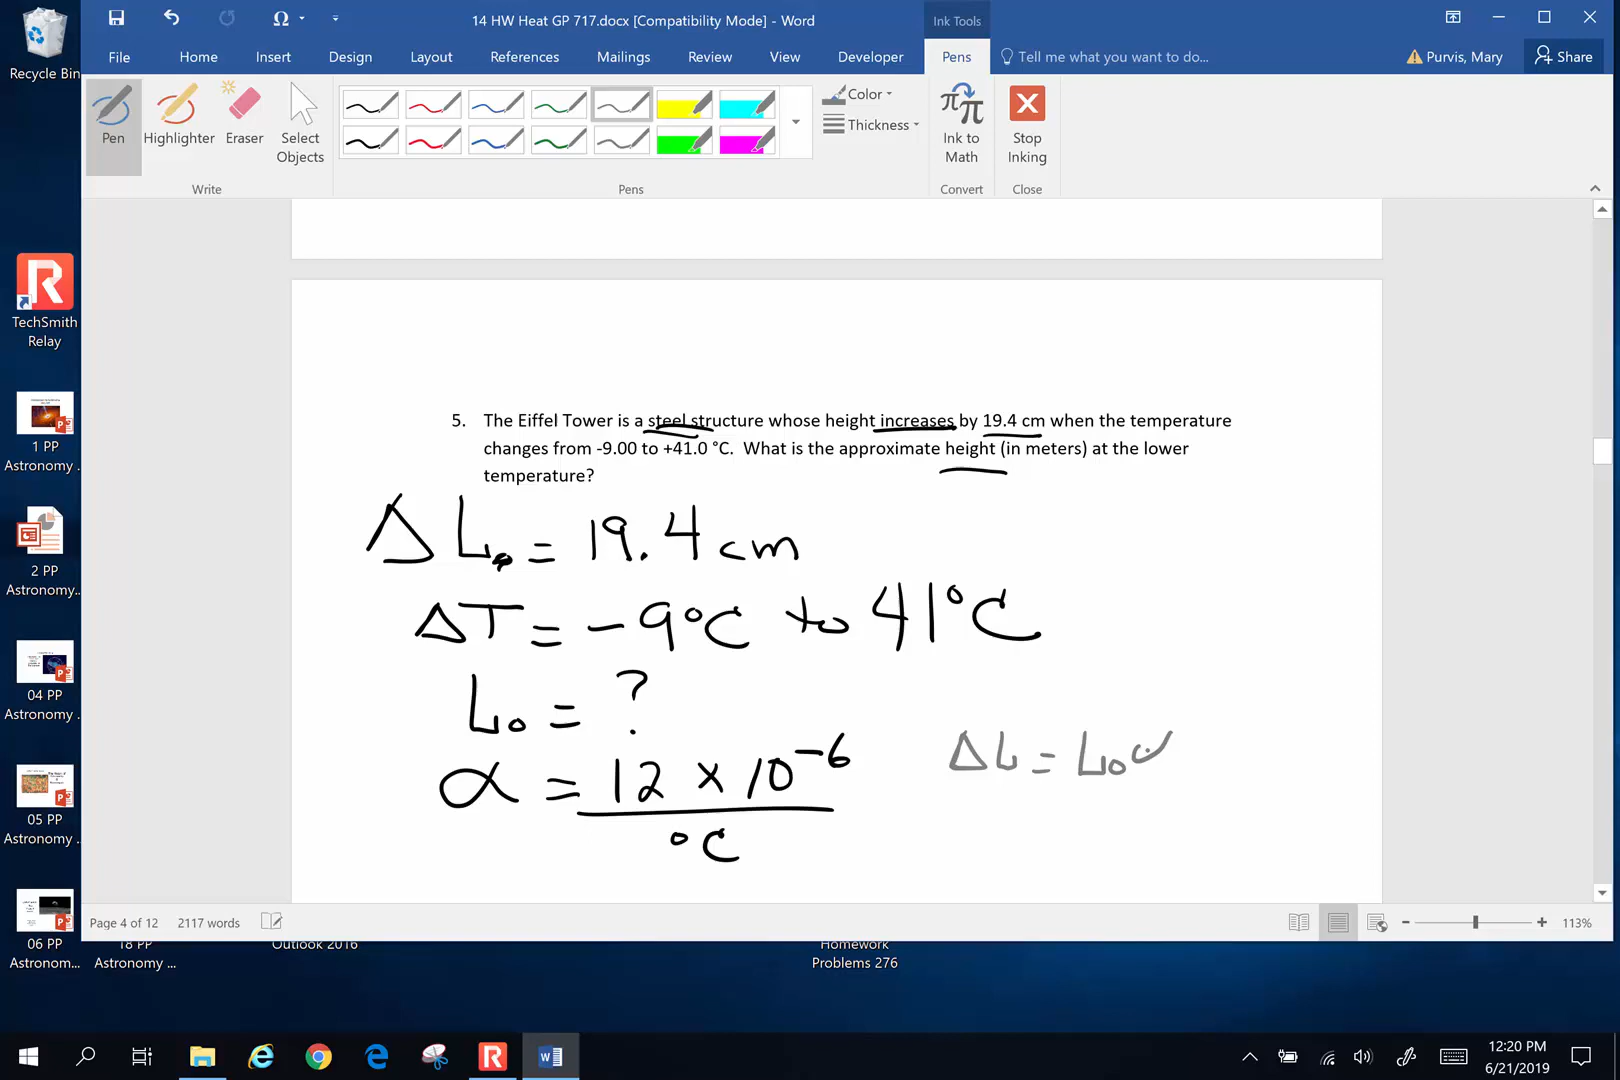 Recycle Bin
14 HW Heat GP 717.docx [Compatibility Mode] - Word
Ink Tools
File Home Insert Design Layout References Mailings Review View Developer Pens Tell me what you want to do... Purvis, Mary Share
Pen Highlighter Eraser Select Objects
Color
Thickness
Ink to Math
Stop Inking
Write Pens Convert Close
TechSmith Relay
1 PP Astronomy ...
2 PP Astronomy...
04 PP Astronomy ...
05 PP Astronomy ...
06 PP Astronom...
18 PP Astronomy ...
Outlook 2016
Homework Problems 276
5. The Eiffel Tower is a steel structure whose height increases by 19.4 cm when the temperature
changes from -9.00 to +41.0 °C. What is the approximate height (in meters) at the lower
temperature?
Δ L = 19.4 cm
ΔT = -9°C to 41°C
L₀ = ?
α = 12 × 10⁻⁶
°C
ΔL = L₀
Page 4 of 12 2117 words 113%
12:20 PM
6/21/2019